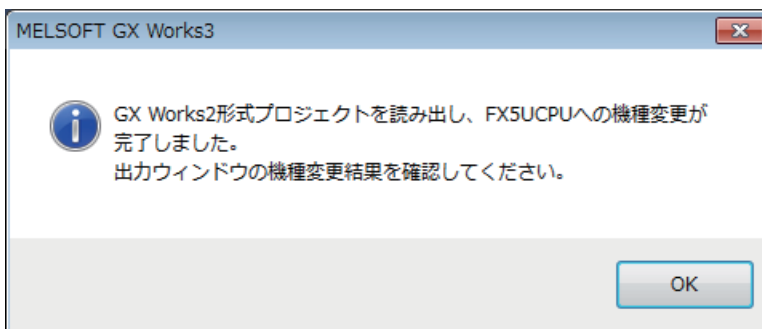 MELSOFT GX Works3
GX Works2形式プロジェクトを読み出し、FX5UCPUへの機種変更が
完了しました。
出力ウィンドウの機種変更結果を確認してください。
OK